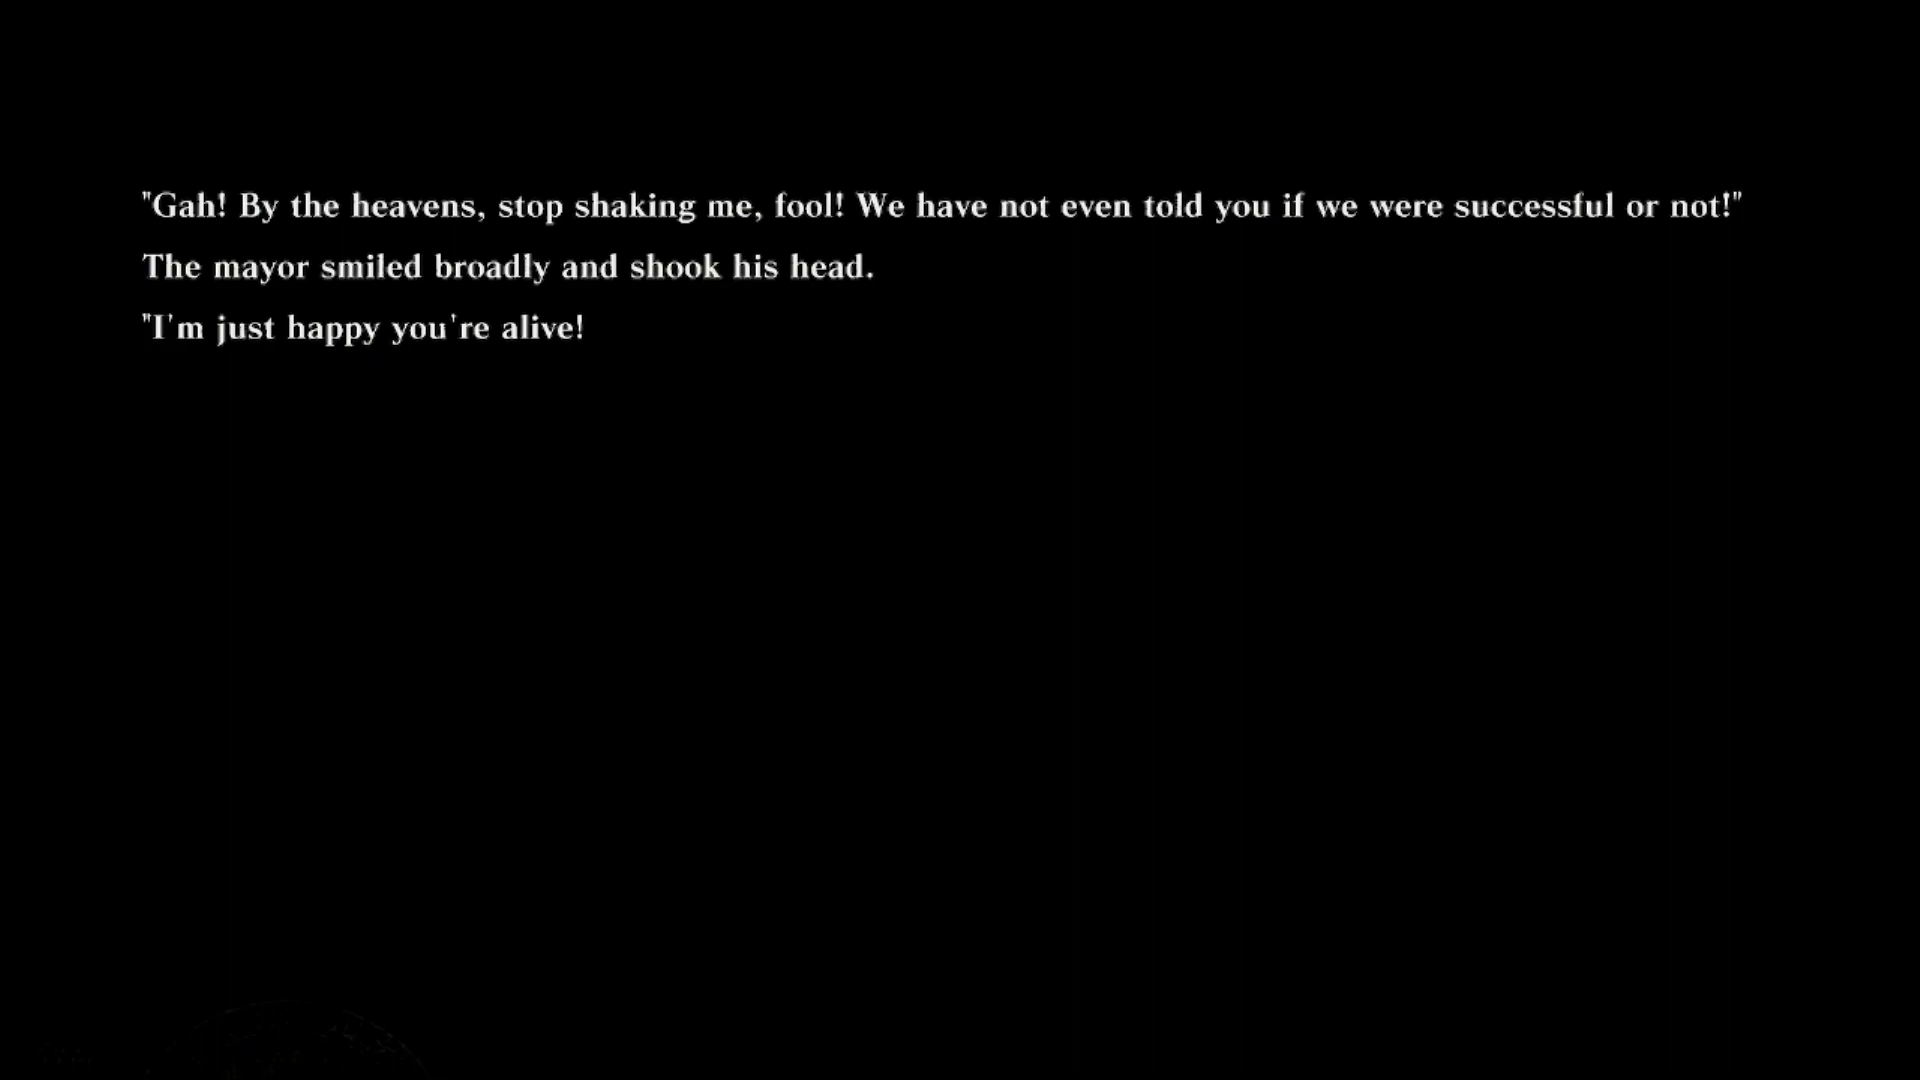 "Gah! By the heavens, stop shaking me, fool! We have not even told you if we were successful or not!"
The mayor smiled broadly and shook his head.
"I'm just happy you're alive!